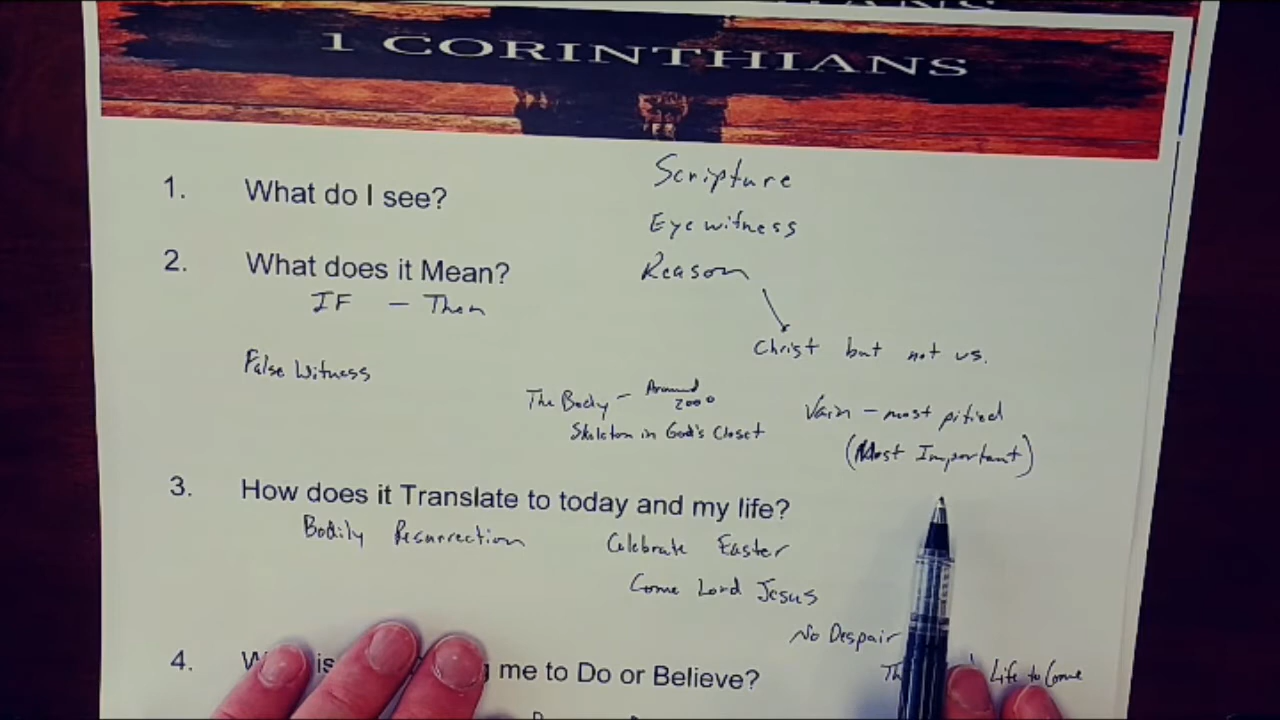 1 CORINTHIANS
1. What do I see?
Scripture
Eyewitness
2. What does it Mean?
Reason
IF - Then
Christ but not us.
False Witness
The Body - Around 2000
Skeleton in God's Closet
Vain - most pitied
(Most Important)
3. How does it Translate to today and my life?
Bodily Resurrection
Celebrate Easter
Come Lord Jesus
No Despair
4. me to Do or Believe?
Life to Come